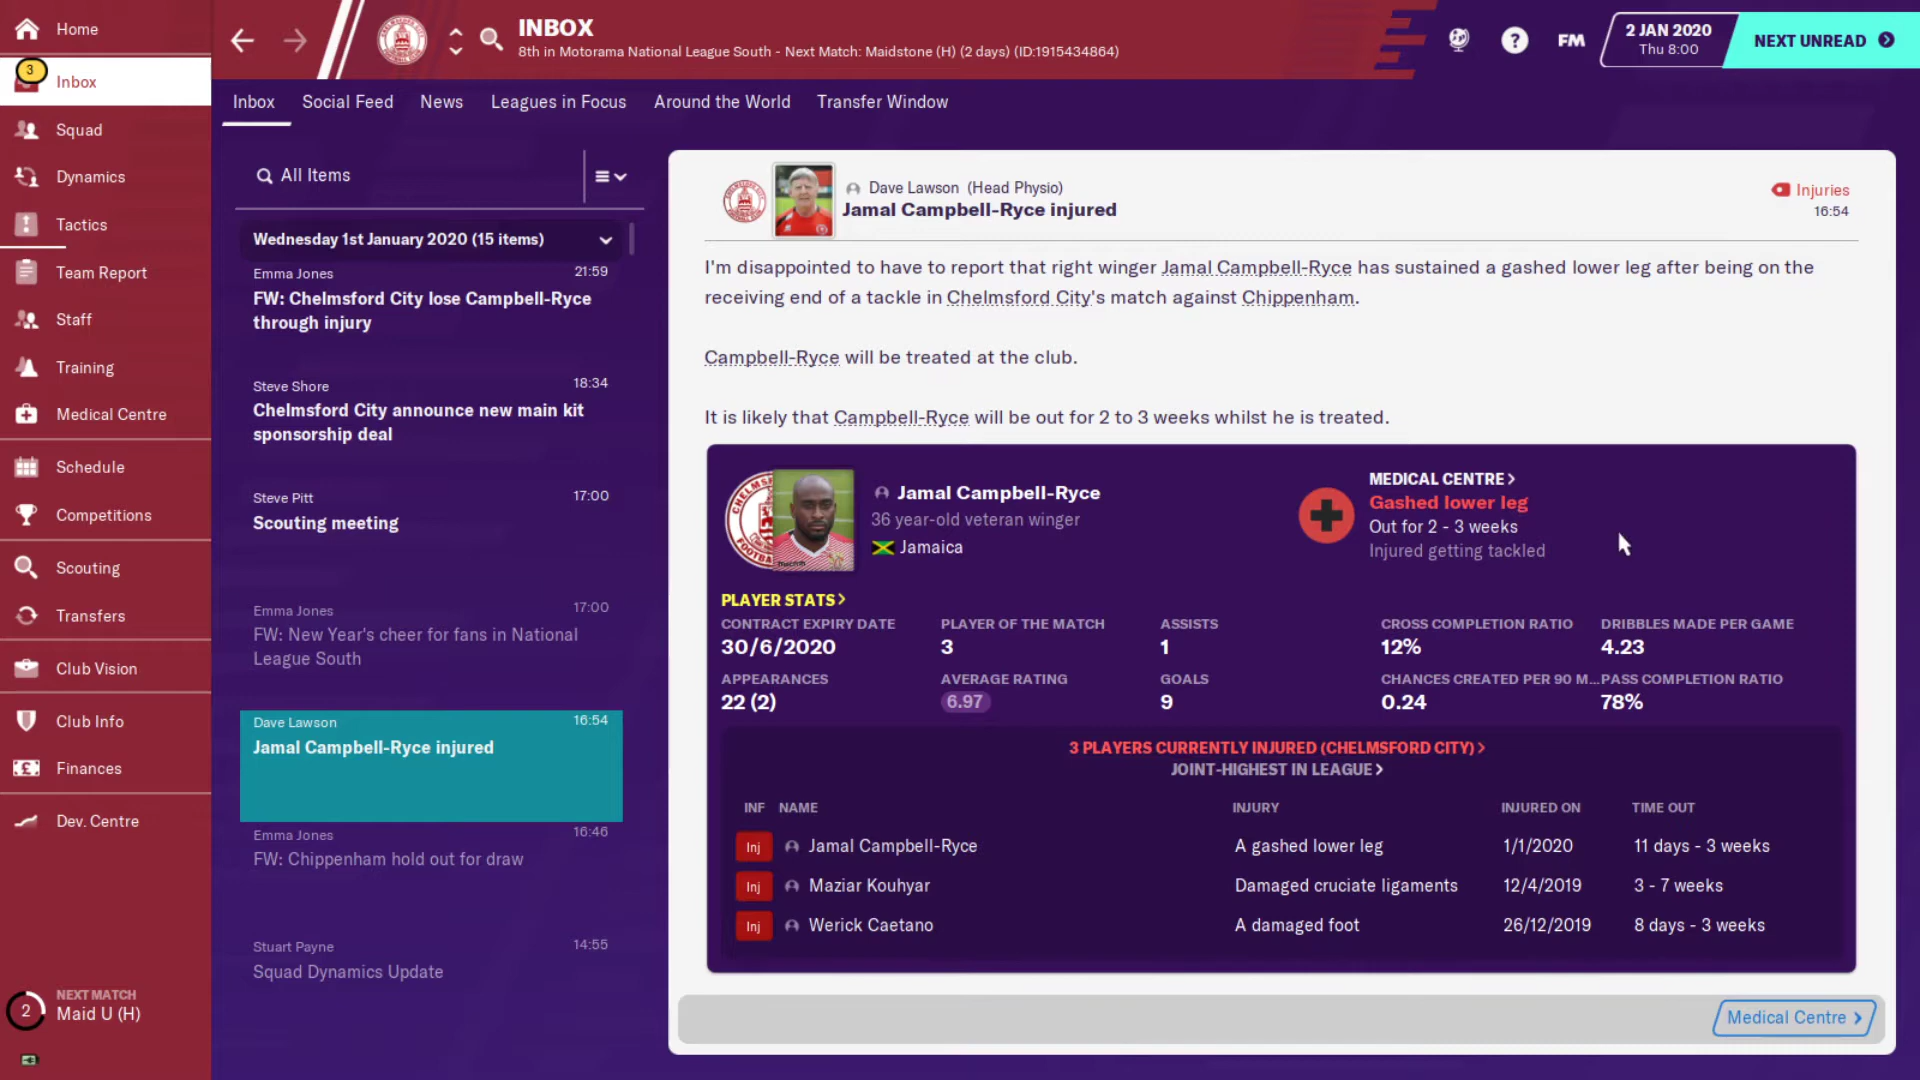 Home
3
Inbox
Squad
Dynamics
Tactics
Team Report
Staff
Training
Medical Centre
Schedule
Competitions
Scouting
Transfers
Club Vision
Club Info
Finances
Dev. Centre
2
NEXT MATCH
Maid U (H)
INBOX
8th in Motorama National League South - Next Match: Maidstone (H) (2 days) (ID:1915434864)
?
FM
2 JAN 2020
Thu 8:00
NEXT UNREAD
Inbox
Social Feed
News
Leagues in Focus
Around the World
Transfer Window
All Items
Wednesday 1st January 2020 (15 items)
Emma Jones 21:59
FW: Chelmsford City lose Campbell-Ryce
through injury
Steve Shore 18:34
Chelmsford City announce new main kit
sponsorship deal
Steve Pitt 17:00
Scouting meeting
Emma Jones 17:00
FW: New Year's cheer for fans in National
League South
Dave Lawson 16:54
Jamal Campbell-Ryce injured
Emma Jones 16:46
FW: Chippenham hold out for draw
Stuart Payne 14:55
Squad Dynamics Update
Dave Lawson (Head Physio)
Jamal Campbell-Ryce injured
Injuries
16:54
I'm disappointed to have to report that right winger Jamal Campbell-Ryce has sustained a gashed lower leg after being on the
receiving end of a tackle in Chelmsford City's match against Chippenham.
Campbell-Ryce will be treated at the club.
It is likely that Campbell-Ryce will be out for 2 to 3 weeks whilst he is treated.
Jamal Campbell-Ryce
36 year-old veteran winger
Jamaica
MEDICAL CENTRE >
Gashed lower leg
Out for 2 - 3 weeks
Injured getting tackled
PLAYER STATS >
CONTRACT EXPIRY DATE PLAYER OF THE MATCH ASSISTS CROSS COMPLETION RATIO DRIBBLES MADE PER GAME
30/6/2020 3 1 12% 4.23
APPEARANCES AVERAGE RATING GOALS CHANCES CREATED PER 90 M... PASS COMPLETION RATIO
22 (2) 6.97 9 0.24 78%
3 PLAYERS CURRENTLY INJURED (CHELMSFORD CITY) >
JOINT-HIGHEST IN LEAGUE >
INF NAME INJURY INJURED ON TIME OUT
Inj Jamal Campbell-Ryce A gashed lower leg 1/1/2020 11 days - 3 weeks
Inj Maziar Kouhyar Damaged cruciate ligaments 12/4/2019 3 - 7 weeks
Inj Werick Caetano A damaged foot 26/12/2019 8 days - 3 weeks
Medical Centre >